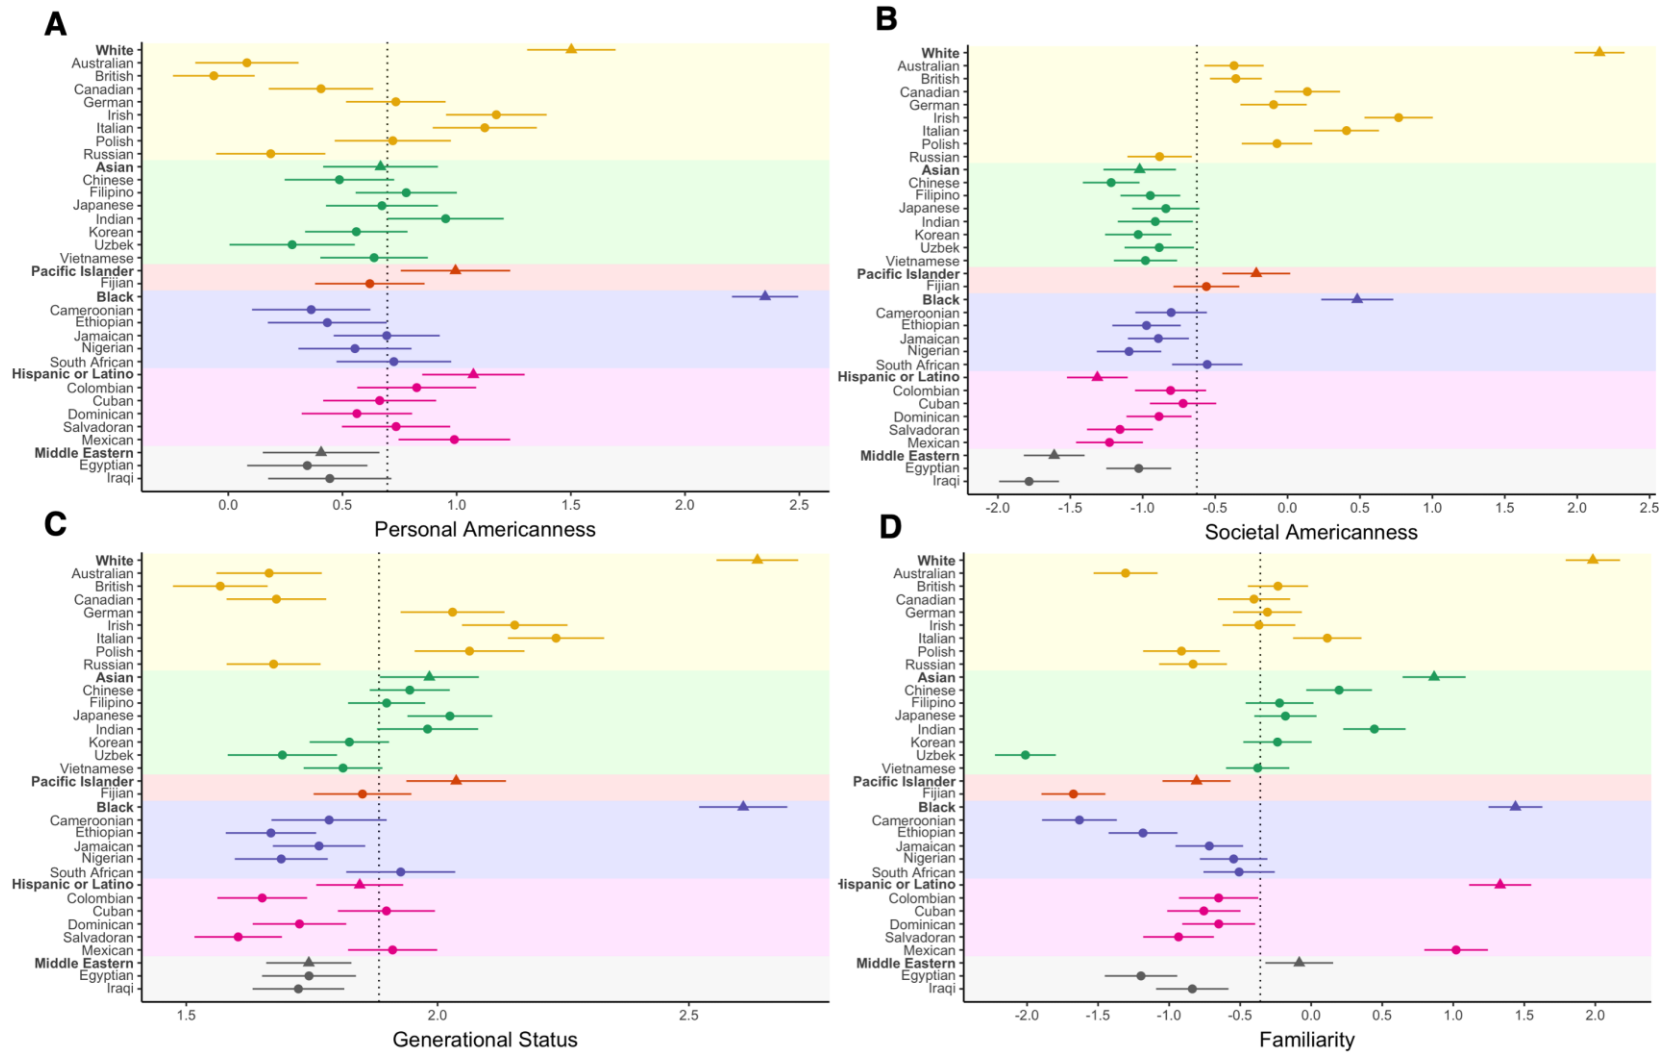 A
White
Australian
British
Canadian
German
Irish
Italian
Polish
Russian
Asian
Chinese
Filipino
Japanese
Indian
Korean
Uzbek
Vietnamese
Pacific Islander
Fijian
Black
Cameroonian
Ethiopian
Jamaican
Nigerian
South African
Hispanic or Latino
Colombian
Cuban
Dominican
Salvadoran
Mexican
Middle Eastern
Egyptian
Iraqi
0.0 0.5 1.0 1.5 2.0 2.5
Personal Americanness
B
White
Australian
British
Canadian
German
Irish
Italian
Polish
Russian
Asian
Chinese
Filipino
Japanese
Indian
Korean
Uzbek
Vietnamese
Pacific Islander
Fijian
Black
Cameroonian
Ethiopian
Jamaican
Nigerian
South African
Hispanic or Latino
Colombian
Cuban
Dominican
Salvadoran
Mexican
Middle Eastern
Egyptian
Iraqi
-2.0 -1.5 -1.0 -0.5 0.0 0.5 1.0 1.5 2.0 2.5
Societal Americanness
C
White
Australian
British
Canadian
German
Irish
Italian
Polish
Russian
Asian
Chinese
Filipino
Japanese
Indian
Korean
Uzbek
Vietnamese
Pacific Islander
Fijian
Black
Cameroonian
Ethiopian
Jamaican
Nigerian
South African
Hispanic or Latino
Colombian
Cuban
Dominican
Salvadoran
Mexican
Middle Eastern
Egyptian
Iraqi
1.5 2.0 2.5
Generational Status
D
White
Australian
British
Canadian
German
Irish
Italian
Polish
Russian
Asian
Chinese
Filipino
Japanese
Indian
Korean
Uzbek
Vietnamese
Pacific Islander
Fijian
Black
Cameroonian
Ethiopian
Jamaican
Nigerian
South African
Hispanic or Latino
Colombian
Cuban
Dominican
Salvadoran
Mexican
Middle Eastern
Egyptian
Iraqi
-2.0 -1.5 -1.0 -0.5 0.0 0.5 1.0 1.5 2.0
Familiarity